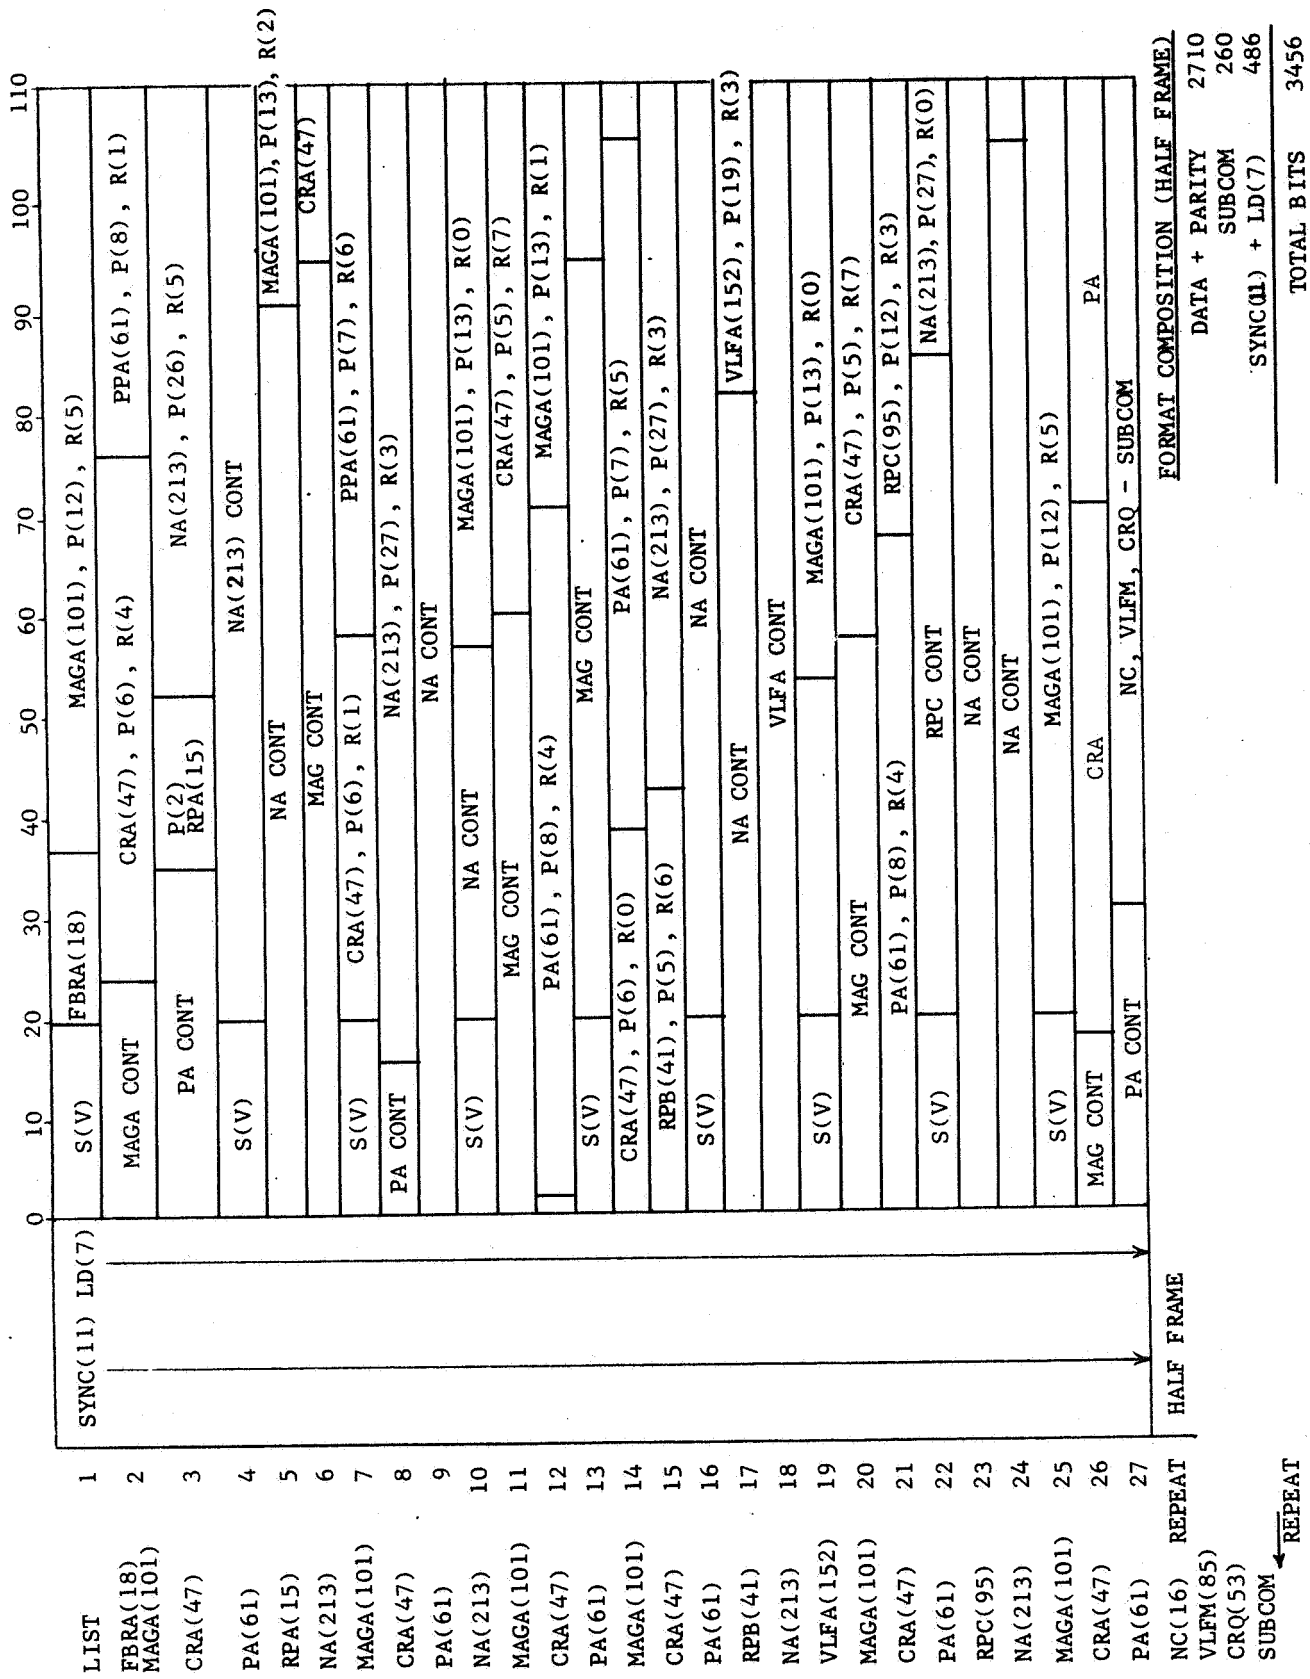 0 10 20 30 40 50 60 70 80 90 100 110
LIST
FBRA(18)
MAGA(101)
CRA(47)
PA(61)
RPA(15)
NA(213)
MAGA(101)
CRA(47)
PA(61)
NA(213)
MAGA(101)
CRA(47)
PA(61)
MAGA(101)
CRA(47)
PA(61)
RPB(41)
NA(213)
VLFA(152)
MAGA(101)
CRA(47)
PA(61)
RPC(95)
NA(213)
MAGA(101)
CRA(47)
PA(61)
NC(16)
VLFM(85)
CRQ(53)
SUBCOM
REPEAT
1 SYNC(11) LD(7) S(V) FBRA(18) MAGA(101), P(12), R(5)
2 MAGA CONT CRA(47), P(6), R(4) PPA(61), P(8), R(1)
3 PA CONT P(2) RPA(15) NA(213), P(26), R(5)
4 S(V) NA(213) CONT
5 NA CONT MAGA(101), P(13), R(2)
6 MAG CONT CRA(47)
7 S(V) CRA(47), P(6), R(1) PPA(61), P(7), R(6)
8 PA CONT NA(213), P(27), R(3)
9 NA CONT
10 S(V) NA CONT MAGA(101), P(13), R(0)
11 MAG CONT CRA(47), P(5), R(7)
12 PA(61), P(8), R(4) MAGA(101), P(13), R(1)
13 S(V) MAG CONT
14 CRA(47), P(6), R(0) PA(61), P(7), R(5)
15 RPB(41), P(5), R(6) NA(213), P(27), R(3)
16 S(V) NA CONT
17 NA CONT VLFA(152), P(19), R(3)
18 VLFA CONT
19 S(V) MAGA(101), P(13), R(0)
20 MAG CONT CRA(47), P(5), R(7)
21 PA(61), P(8), R(4) RPC(95), P(12), R(3)
22 S(V) RPC CONT NA(213), P(27), R(0)
23 NA CONT
24 NA CONT
25 S(V) MAGA(101), P(12), R(5)
26 MAG CONT CRA PA
27 PA CONT NC, VLFM, CRQ - SUBCOM
REPEAT HALF FRAME
FORMAT COMPOSITION (HALF FRAME)
DATA + PARITY 2710
SUBCOM 260
SYNC(11) + LD(7) 486
TOTAL BITS 3456